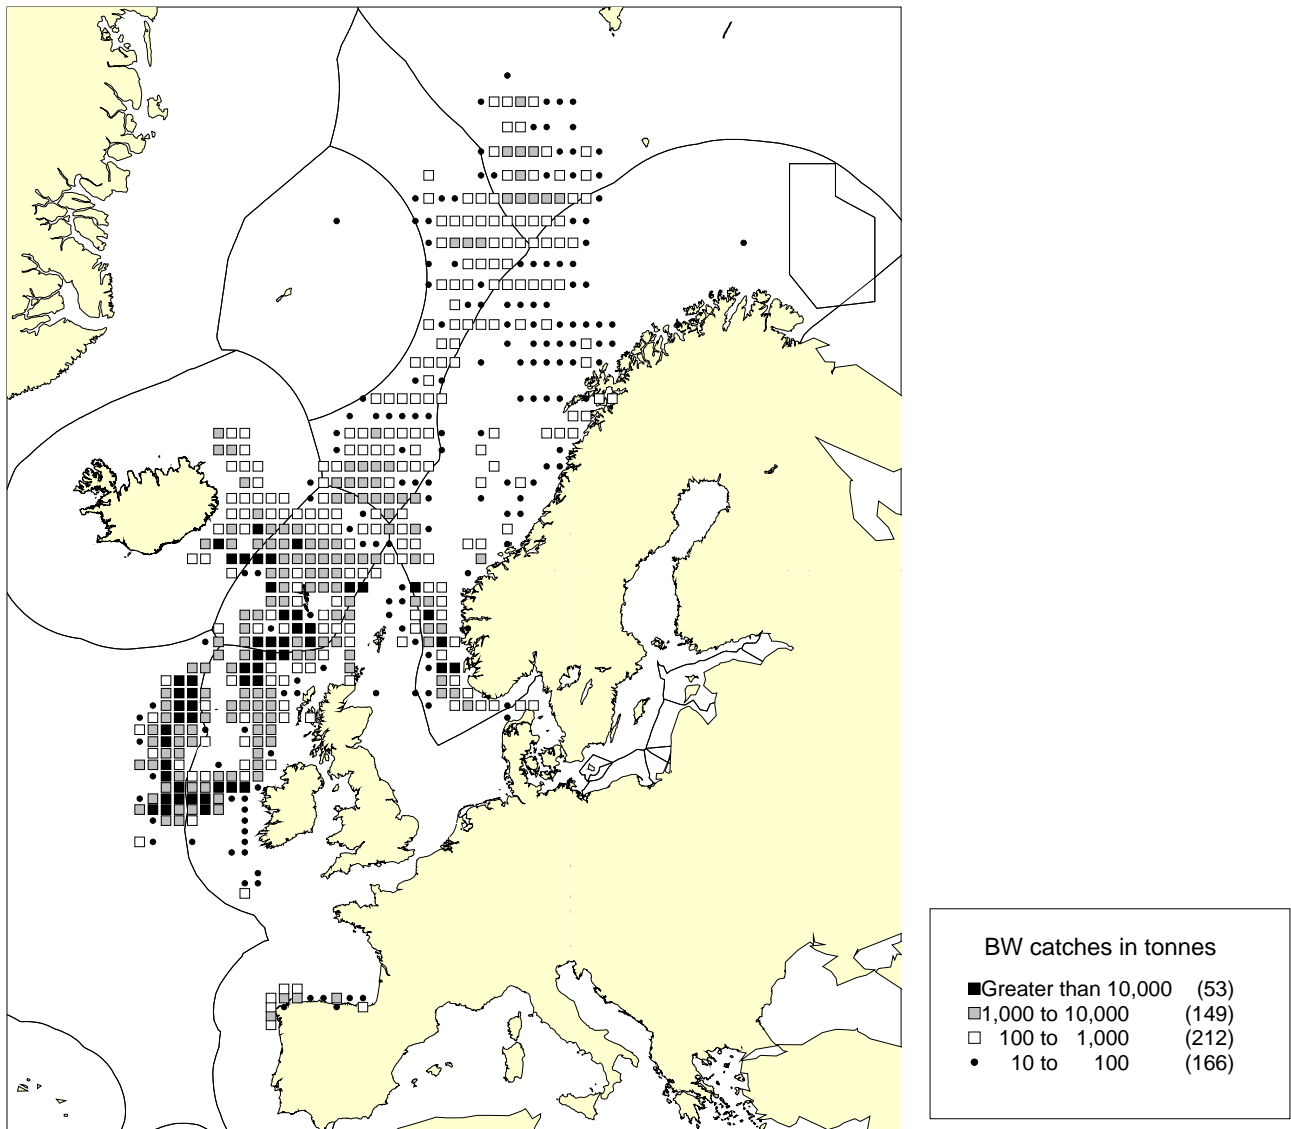 BW catches in tonnes
Greater than 10,000 (53)
1,000 to 10,000 (149)
100 to 1,000 (212)
10 to 100 (166)